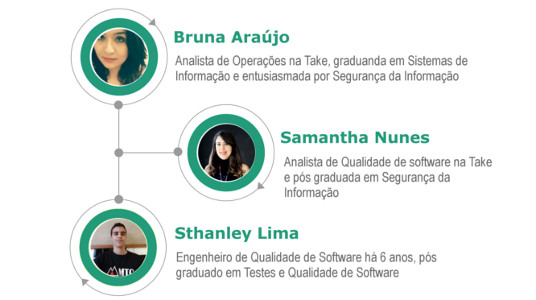 Bruna Araújo
Analista de Operações na Take, graduanda em Sistemas de
Informação e entusiasmada por Segurança da Informação
Samantha Nunes
Analista de Qualidade de software na Take
e pós graduada em Segurança da
Informação
Sthanley Lima
Engenheiro de Qualidade de Software há 6 anos, pós
graduado em Testes e Qualidade de Software